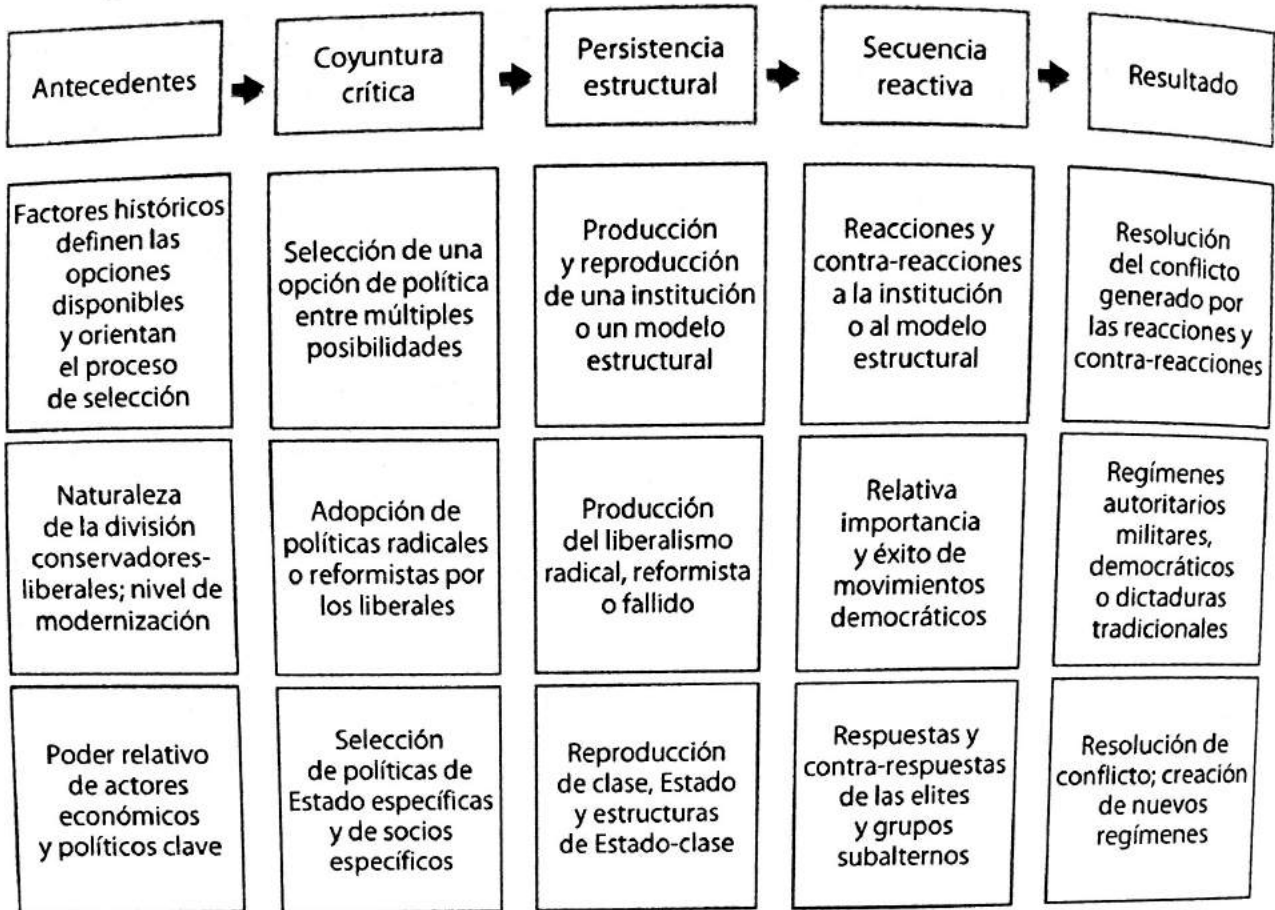 Antecedentes
Coyuntura
crítica
Persistencia
estructural
Secuencia
reactiva
Resultado
Factores históricos
definen las
opciones
disponibles
y orientan
el proceso
de selección
Selección de una
opción de política
entre múltiples
posibilidades
Producción
y reproducción
de una institución
o un modelo
estructural
Reacciones y
contra-reacciones
a la institución
o al modelo
estructural
Resolución
del conflicto
generado por
las reacciones y
contra-reacciones
Naturaleza
de la división
conservadores-
liberales; nivel de
modernización
Adopción de
políticas radicales
o reformistas por
los liberales
Producción
del liberalismo
radical, reformista
o fallido
Relativa
importancia
y éxito de
movimientos
democráticos
Regímenes
autoritarios
militares,
democráticos
o dictaduras
tradicionales
Poder relativo
de actores
económicos
y políticos clave
Selección
de políticas de
Estado específicas
y de socios
específicos
Reproducción
de clase, Estado
y estructuras
de Estado-clase
Respuestas y
contra-respuestas
de las elites
y grupos
subalternos
Resolución de
conflicto; creación
de nuevos
regímenes